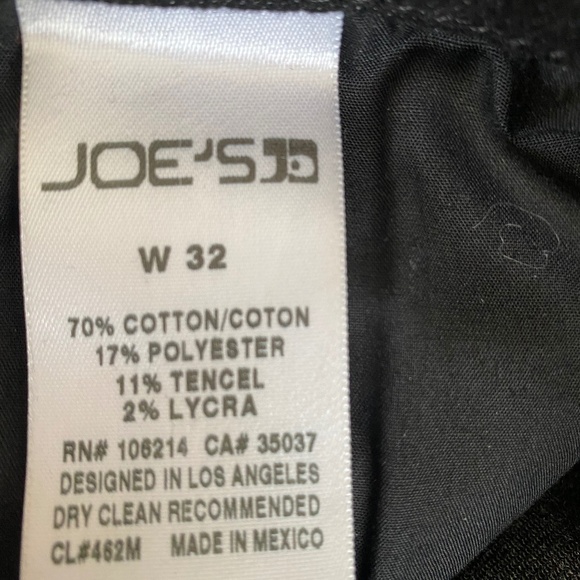 JOE'S
W 32
70% COTTON/COTON
17% POLYESTER
11% TENCEL
2% LYCRA
RN# 106214 CA# 35037
DESIGNED IN LOS ANGELES
DRY CLEAN RECOMMENDED
CL#462M MADE IN MEXICO